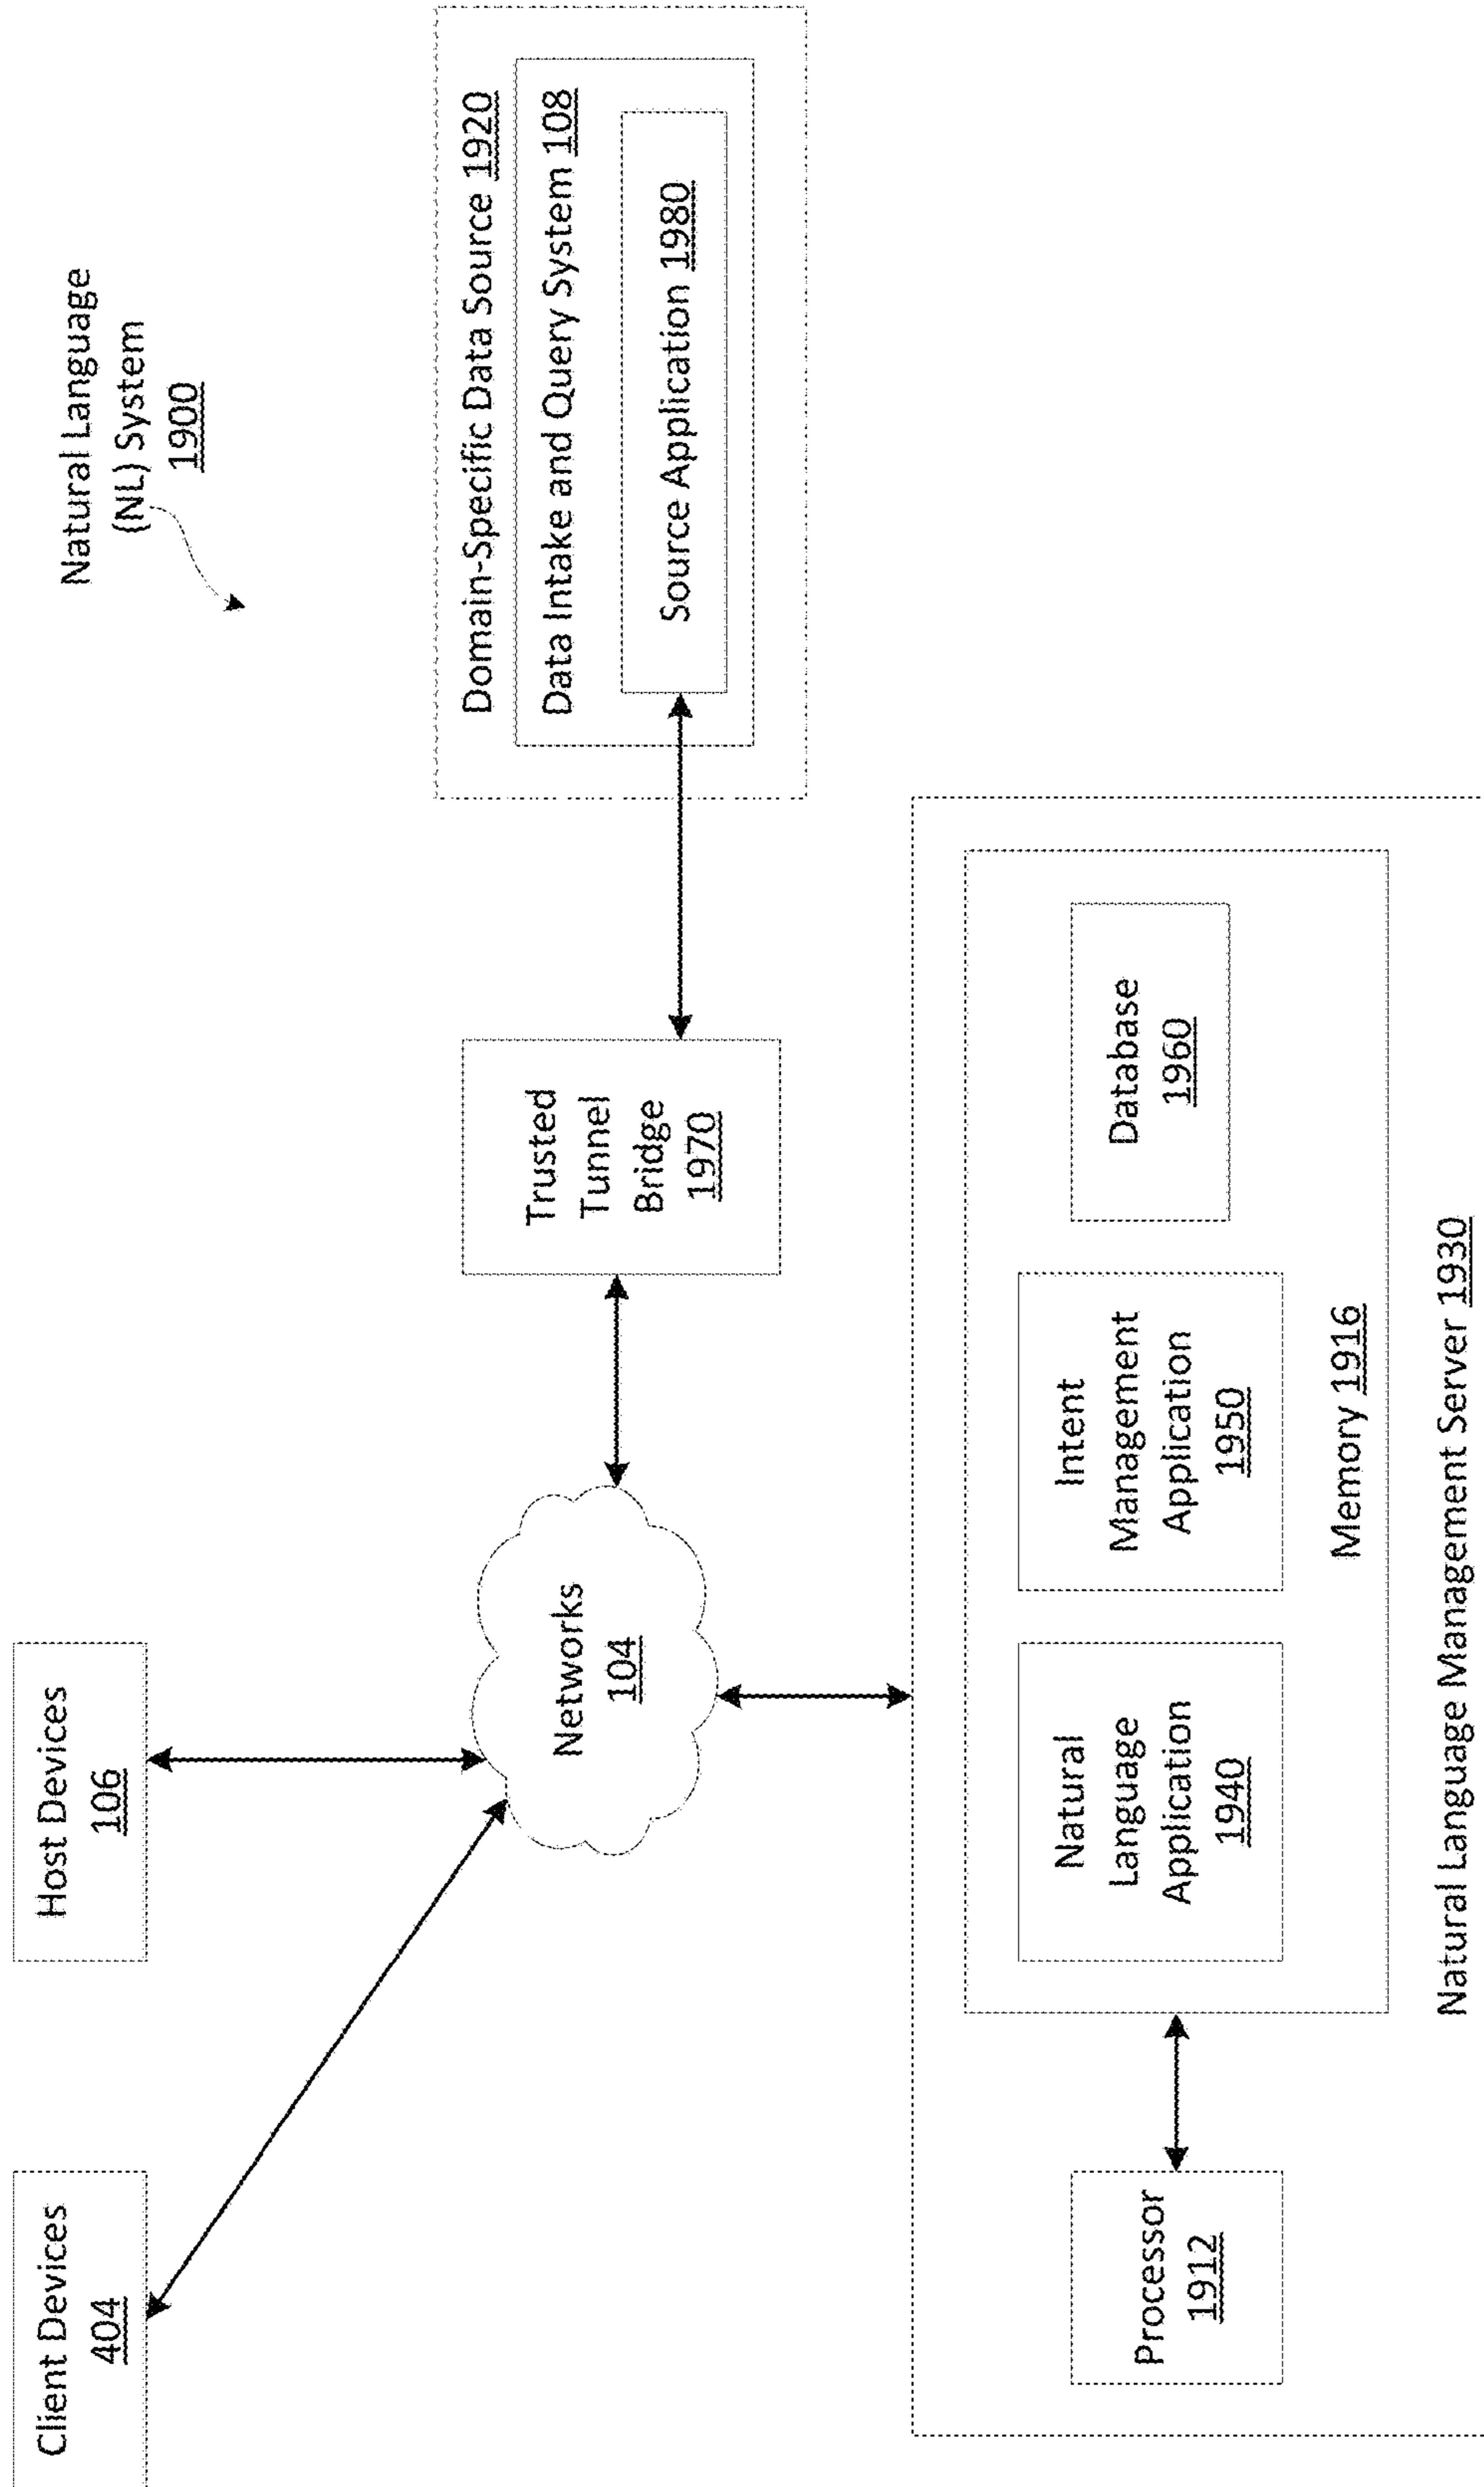 Natural Language
(NL) System
1900
Client Devices
404
Host Devices
106
Networks
104
Trusted
Tunnel
Bridge
1970
Domain-Specific Data Source 1920
Data Intake and Query System 108
Source Application 1980
Processor
1912
Natural
Language
Application
1940
Intent
Management
Application
1950
Database
1960
Memory 1916
Natural Language Management Server 1930